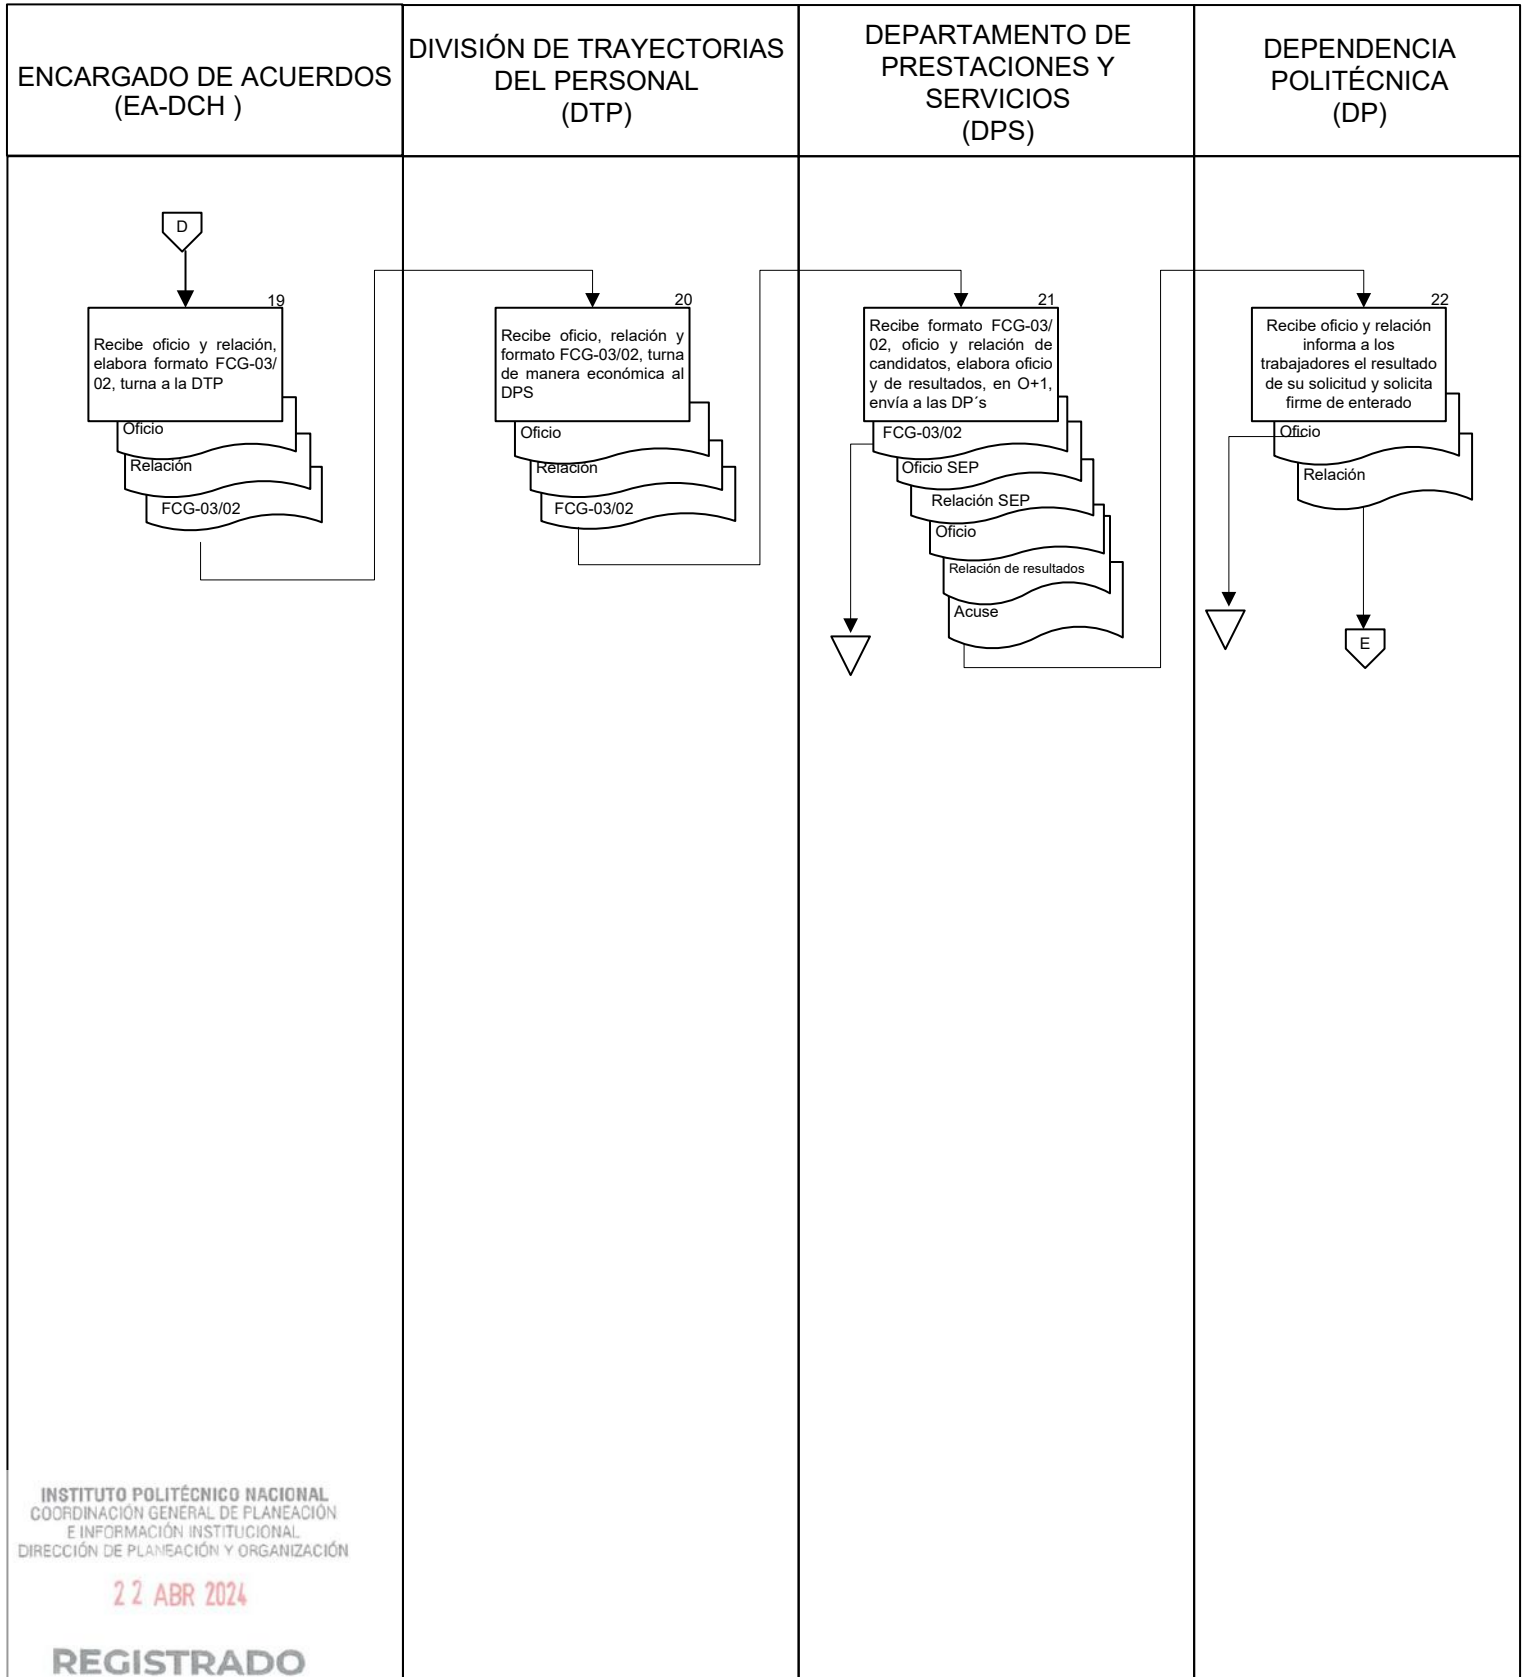 ENCARGADO DE ACUERDOS
(EA-DCH )
DIVISIÓN DE TRAYECTORIAS
DEL PERSONAL
(DTP)
DEPARTAMENTO DE
PRESTACIONES Y
SERVICIOS
(DPS)
DEPENDENCIA
POLITÉCNICA
(DP)
D
19
Recibe oficio y relación,
elabora formato FCG-03/
02, turna a la DTP
Oficio
Relación
FCG-03/02
20
Recibe oficio, relación y
formato FCG-03/02, turna
de manera económica al
DPS
Oficio
Relación
FCG-03/02
21
Recibe formato FCG-03/
02, oficio y relación de
candidatos, elabora oficio
y de resultados, en O+1,
envía a las DP´s
FCG-03/02
Oficio SEP
Relación SEP
Oficio
Relación de resultados
Acuse
22
Recibe oficio y relación
informa a los
trabajadores el resultado
de su solicitud y solicita
firme de enterado
Oficio
Relación
E
INSTITUTO POLITÉCNICO NACIONAL
COORDINACIÓN GENERAL DE PLANEACIÓN
E INFORMACIÓN INSTITUCIONAL
DIRECCIÓN DE PLANEACIÓN Y ORGANIZACIÓN
22 ABR 2024
REGISTRADO